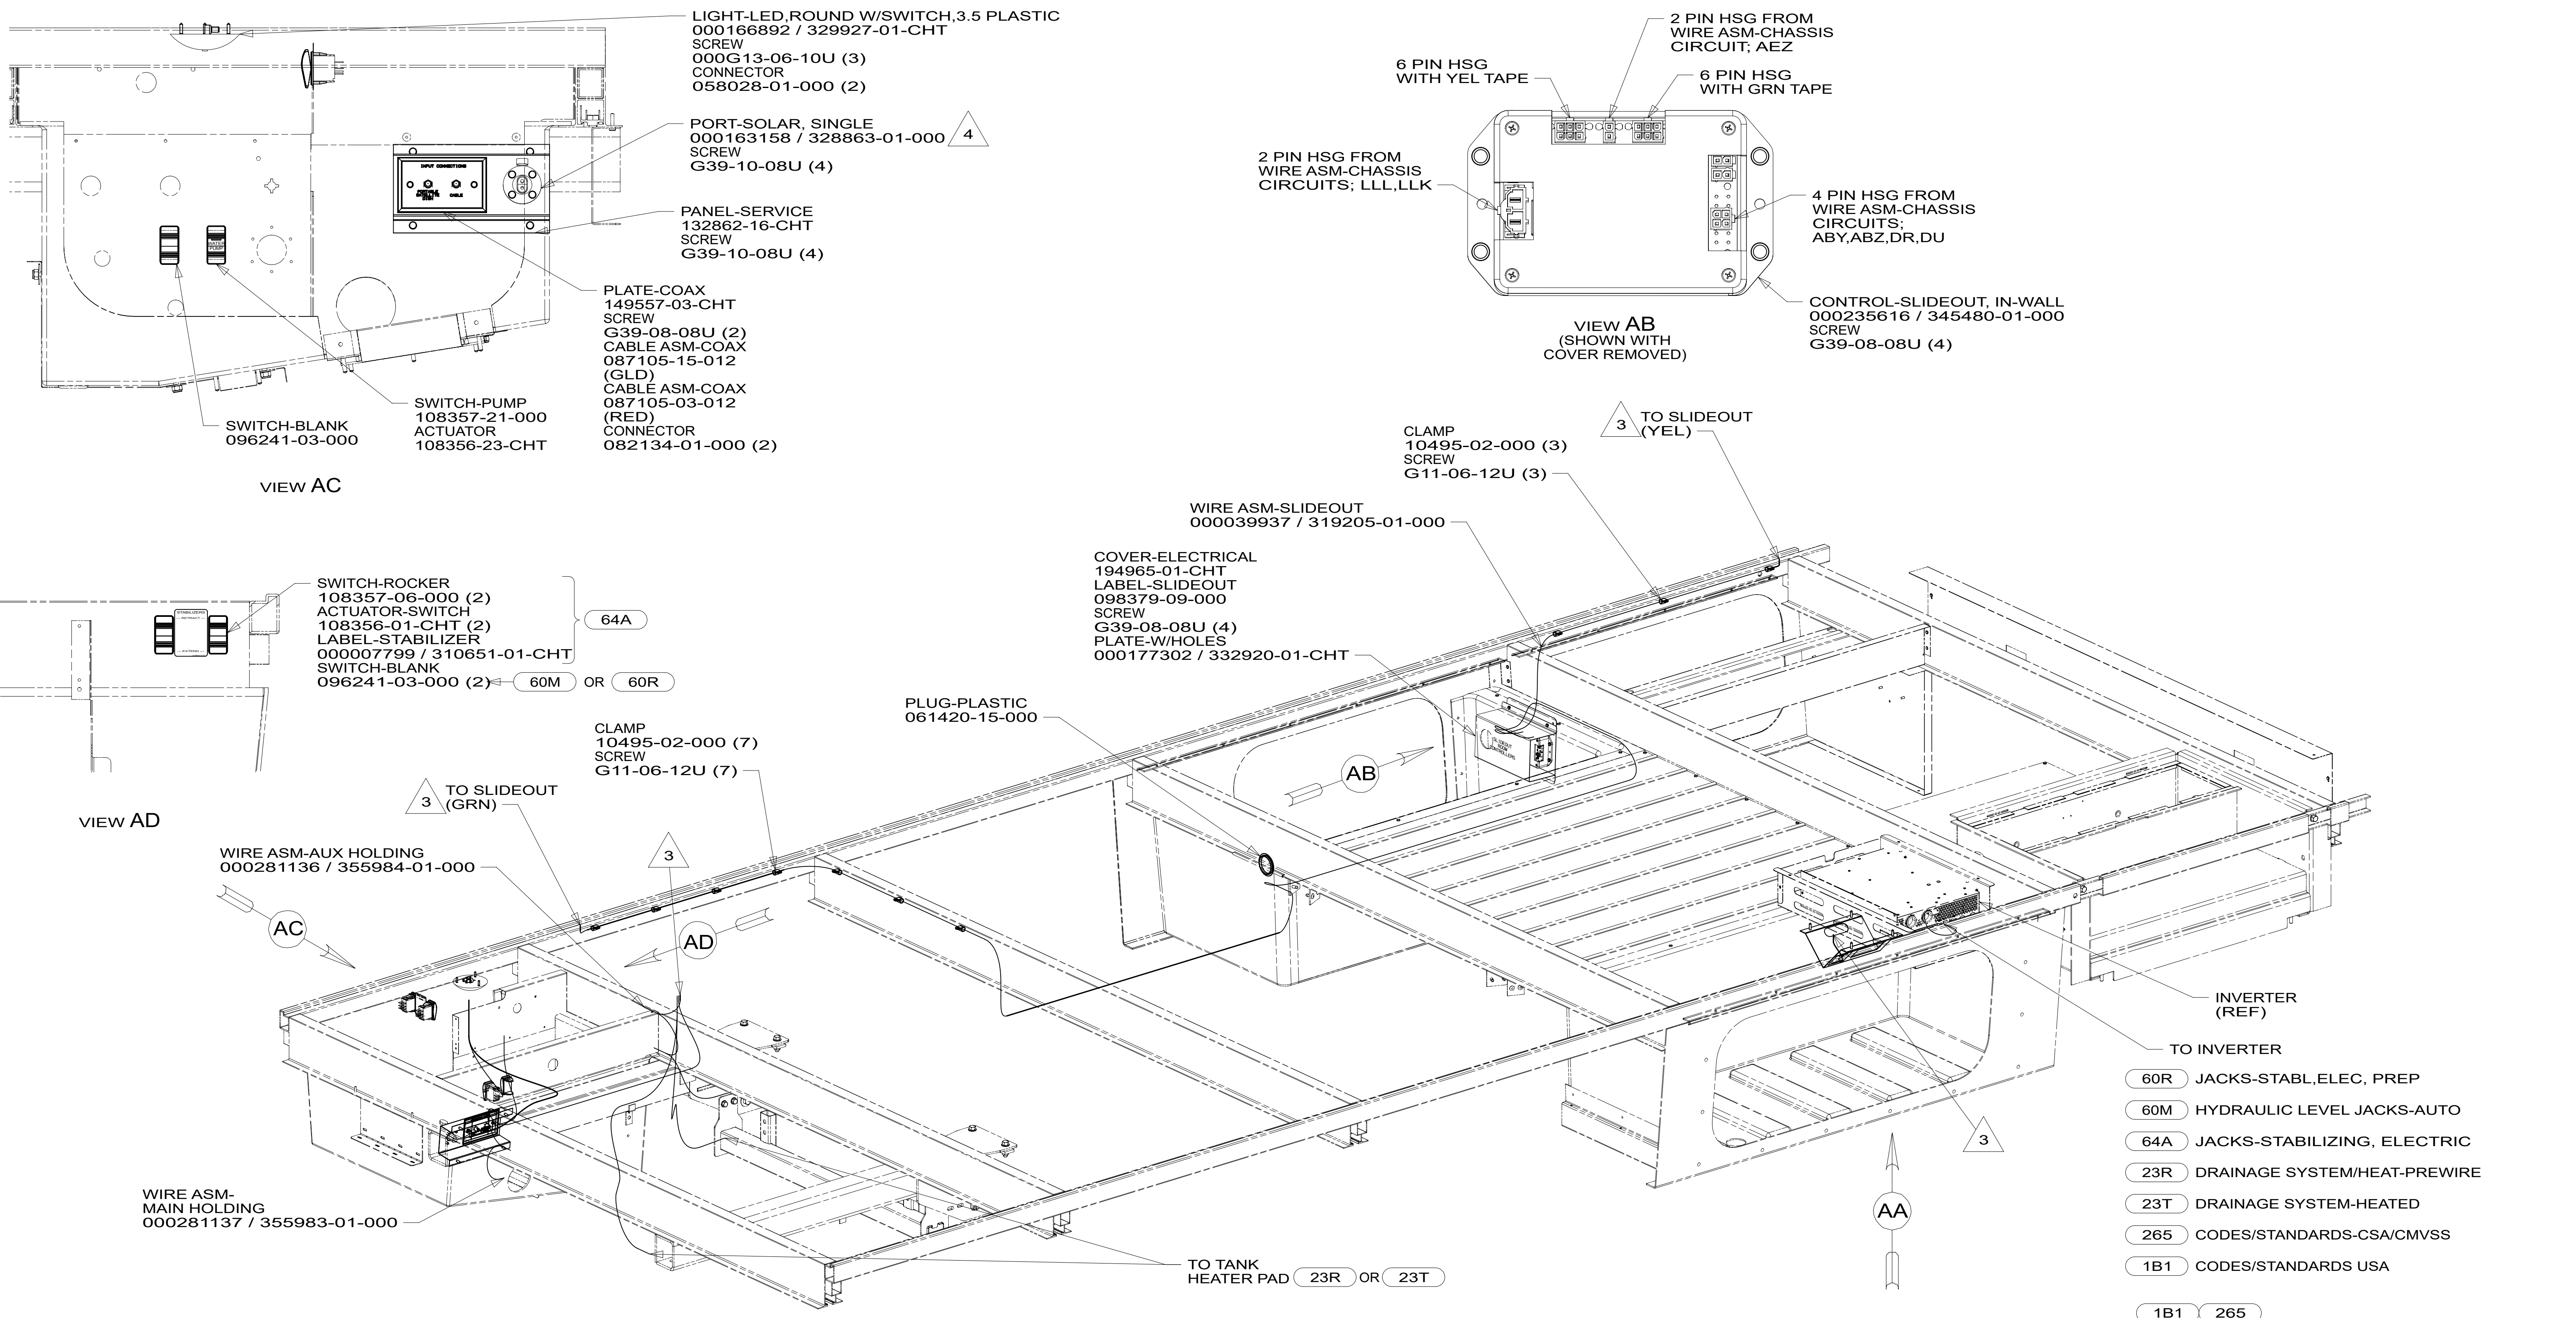 LIGHT-LED,ROUND W/SWITCH,3.5 PLASTIC
000166892 / 329927-01-CHT
SCREW
000G13-06-10U (3)
CONNECTOR
058028-01-000 (2)
PORT-SOLAR, SINGLE
000163158 / 328863-01-000
4
SCREW
G39-10-08U (4)
INPUT CONNECTIONS
PORTABLE
SATELLITE
DISH
CABLE
PANEL-SERVICE
132862-16-CHT
SCREW
G39-10-08U (4)
WATER
PUMP
PLATE-COAX
149557-03-CHT
SCREW
G39-08-08U (2)
CABLE ASM-COAX
087105-15-012
(GLD)
CABLE ASM-COAX
087105-03-012
(RED)
CONNECTOR
082134-01-000 (2)
SWITCH-PUMP
108357-21-000
ACTUATOR
108356-23-CHT
SWITCH-BLANK
096241-03-000
VIEW AC
2 PIN HSG FROM
WIRE ASM-CHASSIS
CIRCUIT; AEZ
6 PIN HSG
WITH YEL TAPE
6 PIN HSG
WITH GRN TAPE
2 PIN HSG FROM
WIRE ASM-CHASSIS
CIRCUITS; LLL,LLK
4 PIN HSG FROM
WIRE ASM-CHASSIS
CIRCUITS;
ABY,ABZ,DR,DU
CONTROL-SLIDEOUT, IN-WALL
000235616 / 345480-01-000
SCREW
G39-08-08U (4)
VIEW AB
(SHOWN WITH
COVER REMOVED)
3
TO SLIDEOUT
(YEL)
CLAMP
10495-02-000 (3)
SCREW
G11-06-12U (3)
WIRE ASM-SLIDEOUT
000039937 / 319205-01-000
COVER-ELECTRICAL
194965-01-CHT
LABEL-SLIDEOUT
098379-09-000
SCREW
G39-08-08U (4)
PLATE-W/HOLES
000177302 / 332920-01-CHT
PLUG-PLASTIC
061420-15-000
STABILIZERS
SWITCH-ROCKER
108357-06-000 (2)
ACTUATOR-SWITCH
108356-01-CHT (2)
LABEL-STABILIZER
000007799 / 310651-01-CHT
64A
SWITCH-BLANK
096241-03-000 (2)
60M OR 60R
VIEW AD
CLAMP
10495-02-000 (7)
SCREW
G11-06-12U (7)
3
TO SLIDEOUT
(GRN)
WIRE ASM-AUX HOLDING
000281136 / 355984-01-000
3
AC
AD
AB
SLIDEOUT
ROOM
CONTROLLERS
WIRE ASM-
MAIN HOLDING
000281137 / 355983-01-000
TO TANK
HEATER PAD 23R OR 23T
AA
3
INVERTER
(REF)
TO INVERTER
60R JACKS-STABL,ELEC, PREP
60M HYDRAULIC LEVEL JACKS-AUTO
64A JACKS-STABILIZING, ELECTRIC
23R DRAINAGE SYSTEM/HEAT-PREWIRE
23T DRAINAGE SYSTEM-HEATED
265 CODES/STANDARDS-CSA/CMVSS
1B1 CODES/STANDARDS USA
1B1 265